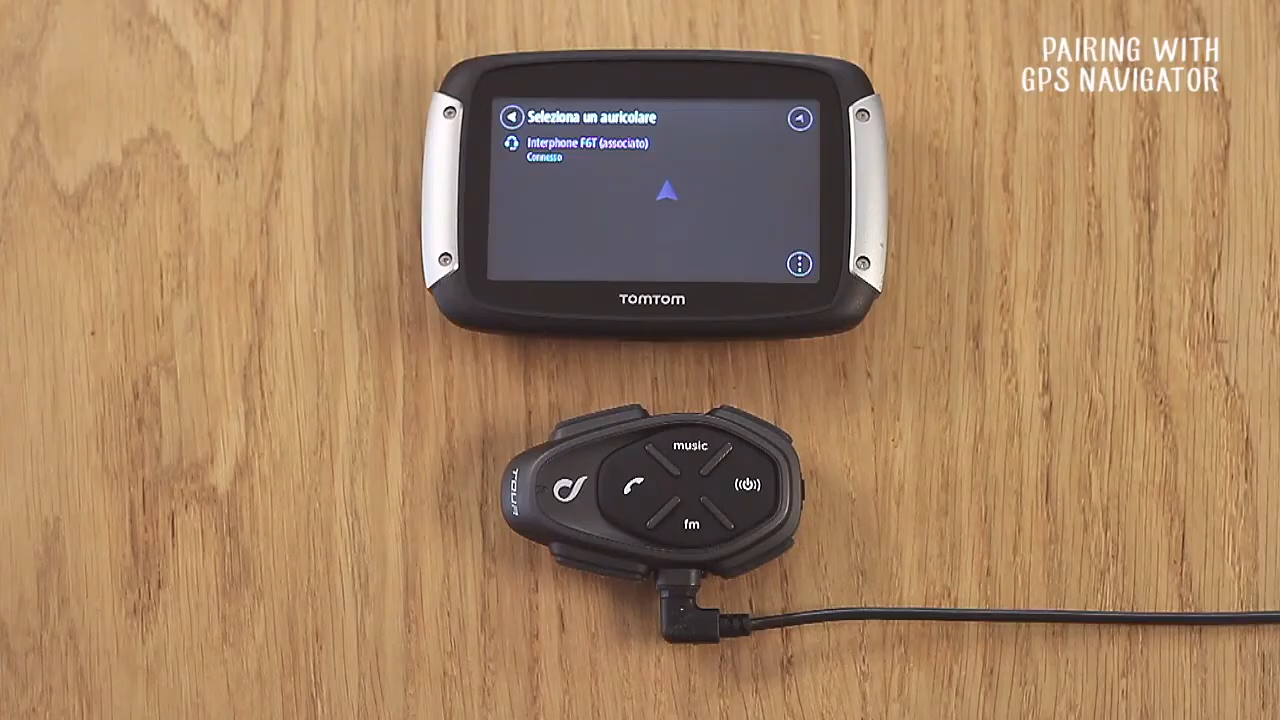 PAIRING WITH
GPS NAVIGATOR
Seleziona un auricolare
Interphone F6T (associato)
Connesso
TOMTOM
music
TOUR
fm